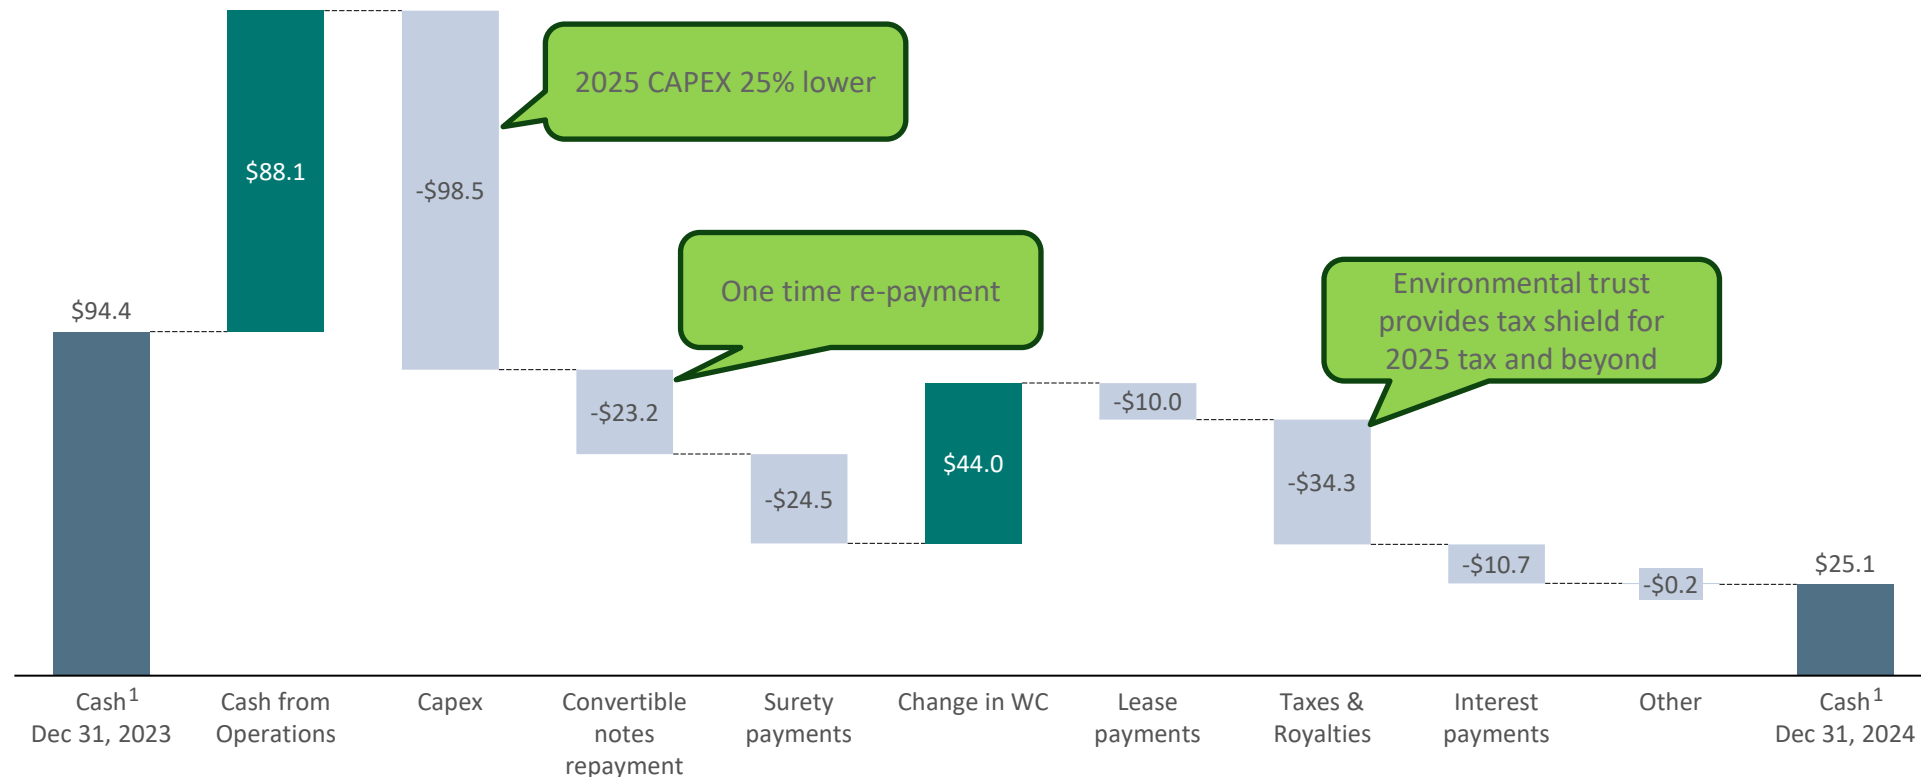 2025 CAPEX 25% lower
$88.1
-$98.5
One time re-payment
Environmental trust
provides tax shield for
2025 tax and beyond
$94.4
-$23.2
-$24.5
$44.0
-$10.0
-$34.3
-$10.7
-$0.2
$25.1
Cash1
Dec 31, 2023
Cash from
Operations
Capex
Convertible
notes
repayment
Surety
payments
Change in WC
Lease
payments
Taxes &
Royalties
Interest
payments
Other
Cash1
Dec 31, 2024